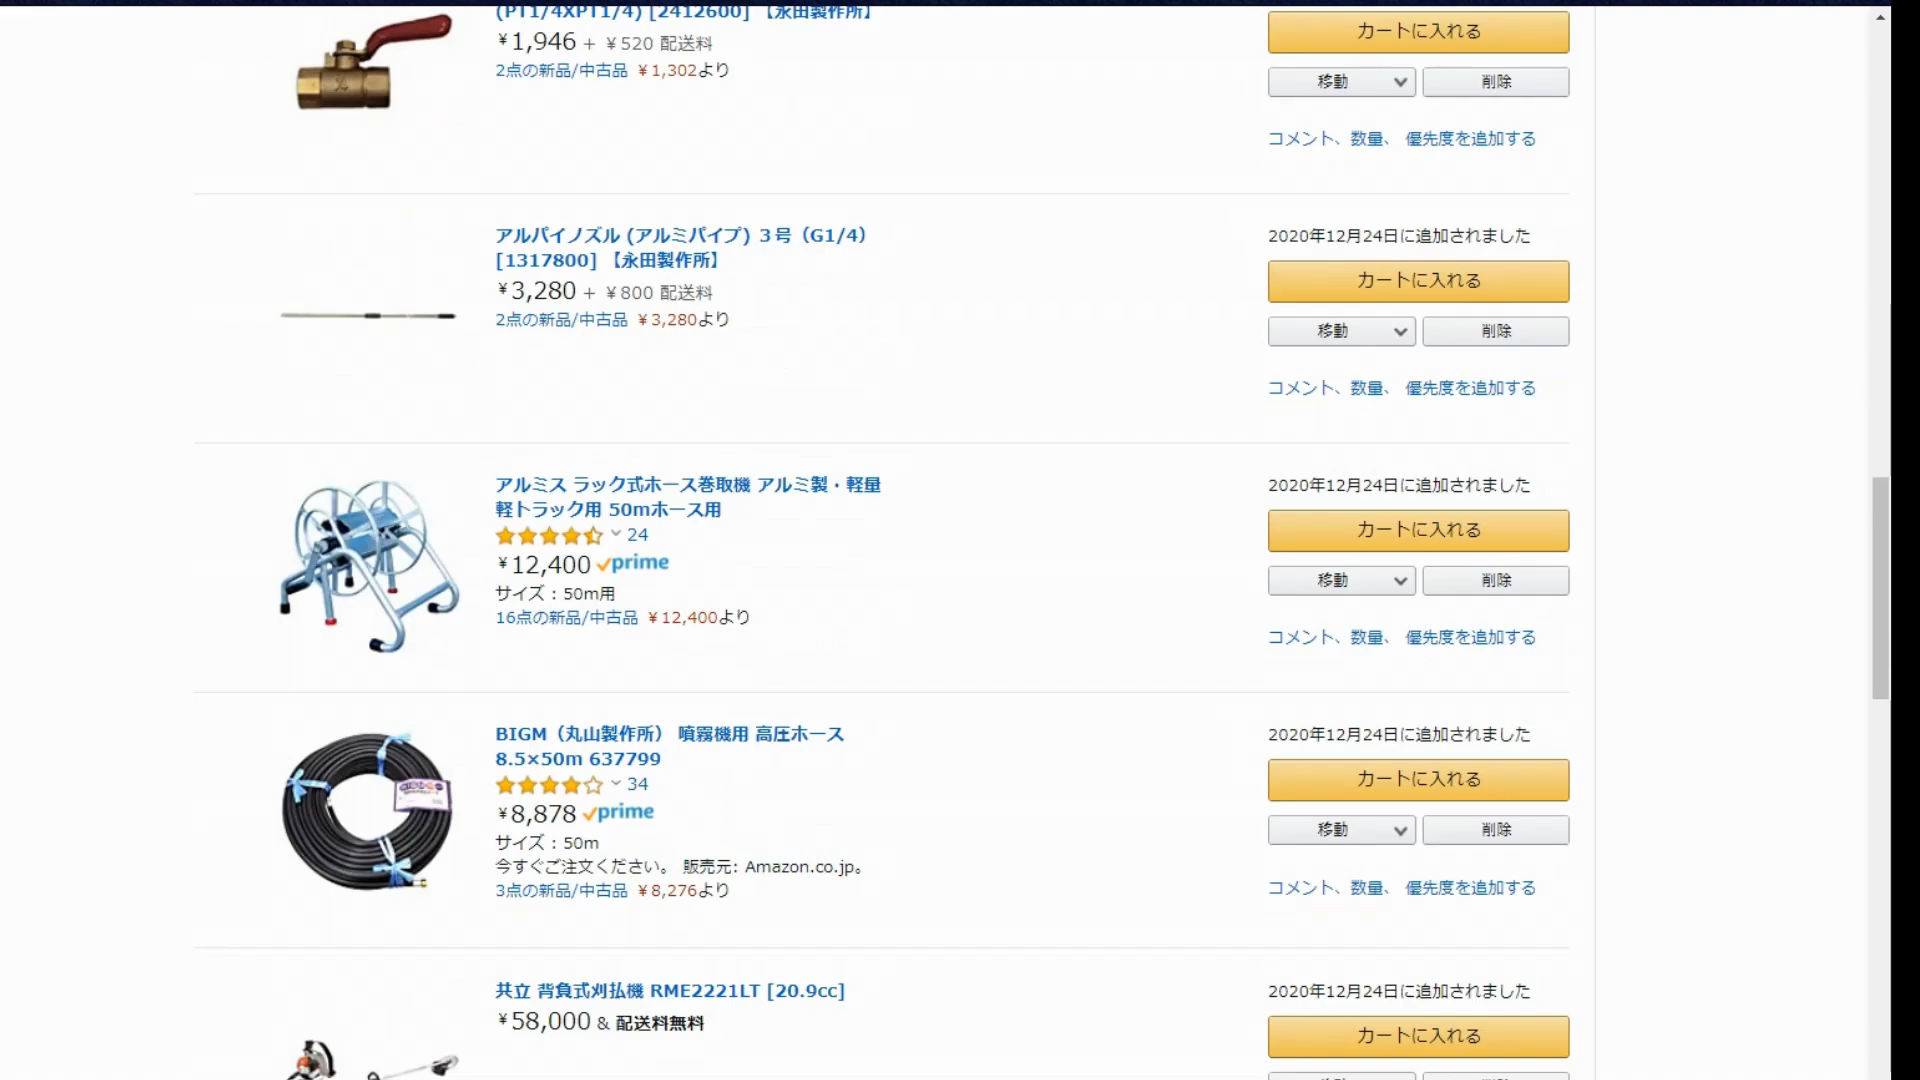 (PT1/4XPT1/4) [2412600] 【永田製作所】
¥1,946 + ¥520 配送料
2点の新品/中古品 ¥1,302より
カートに入れる
移動
削除
コメント、数量、 優先度を追加する
アルパイノズル (アルミパイプ) 3号（G1/4）
[1317800] 【永田製作所】
¥3,280 + ¥800 配送料
2点の新品/中古品 ¥3,280より
2020年12月24日に追加されました
カートに入れる
移動
削除
コメント、数量、 優先度を追加する
アルミス ラック式ホース巻取機 アルミ製・軽量
軽トラック用 50mホース用
24
¥12,400 prime
サイズ : 50m用
16点の新品/中古品 ¥12,400より
2020年12月24日に追加されました
カートに入れる
移動
削除
コメント、数量、 優先度を追加する
BIGM（丸山製作所） 噴霧機用 高圧ホース
8.5×50m 637799
34
¥8,878 prime
サイズ : 50m
今すぐご注文ください。 販売元: Amazon.co.jp。
3点の新品/中古品 ¥8,276より
2020年12月24日に追加されました
カートに入れる
移動
削除
コメント、数量、 優先度を追加する
共立 背負式刈払機 RME2221LT [20.9cc]
¥58,000 & 配送料無料
2020年12月24日に追加されました
カートに入れる